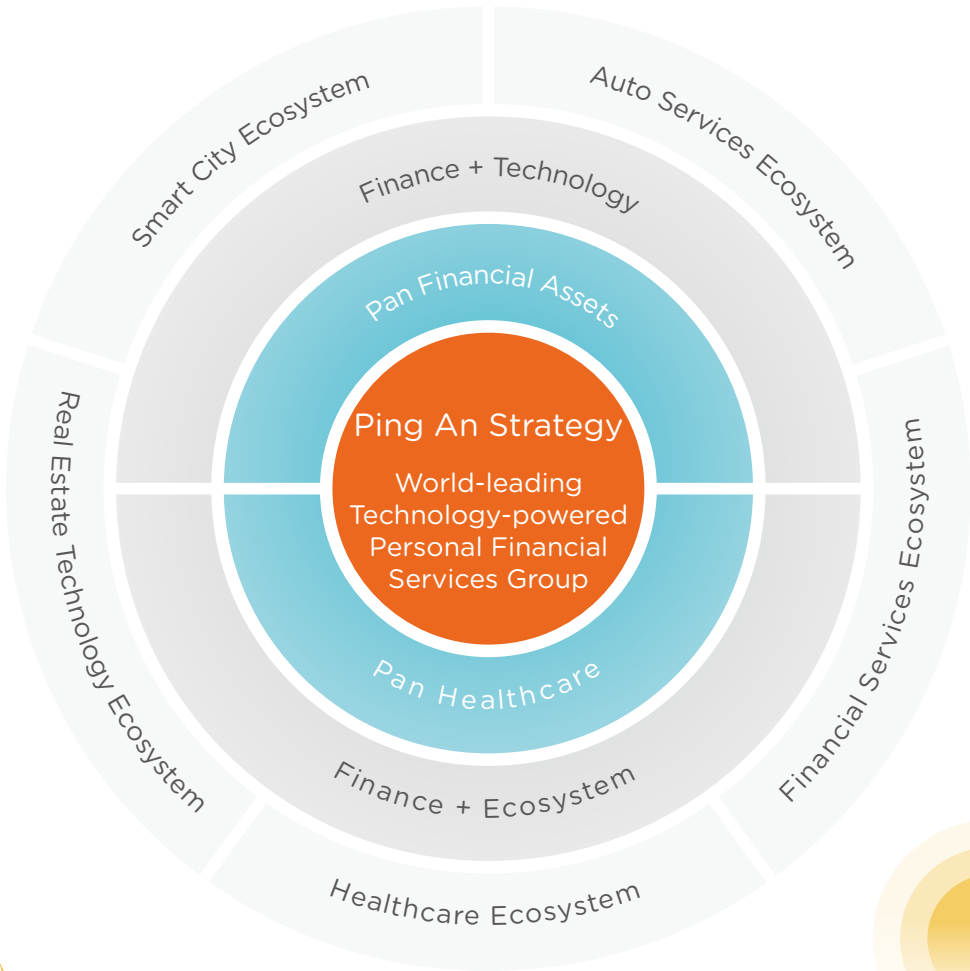 Smart City Ecosystem
Auto Services Ecosystem
Finance + Technology
Pan Financial Assets
Ping An Strategy
World-leading
Technology-powered
Personal Financial
Services Group
Real Estate Technology Ecosystem
Financial Services Ecosystem
Pan Healthcare
Finance + Ecosystem
Healthcare Ecosystem